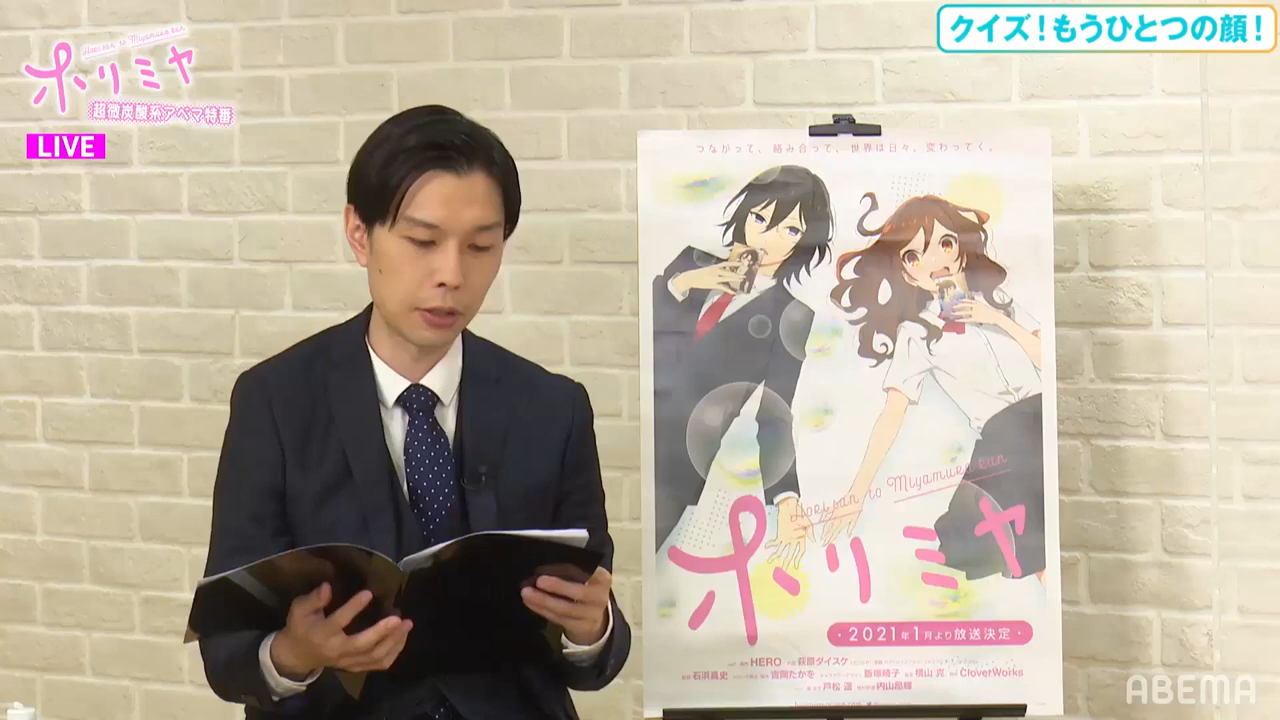 クイズ!もうひとつの顔!
Hori san to Miyamura kun
ホリミヤ
超微炭酸系アベマ特番
LIVE
つながって、絡み合って、世界は日々、変わってく。
Hori san to Miyamura kun
ホリミヤ
・2021年1月より放送決定・
HERO 萩原ダイスケ
石浜真史 吉岡たかを 飯塚晴子 横山克 CloverWorks
戸松遥 内山昂輝
ABEMA